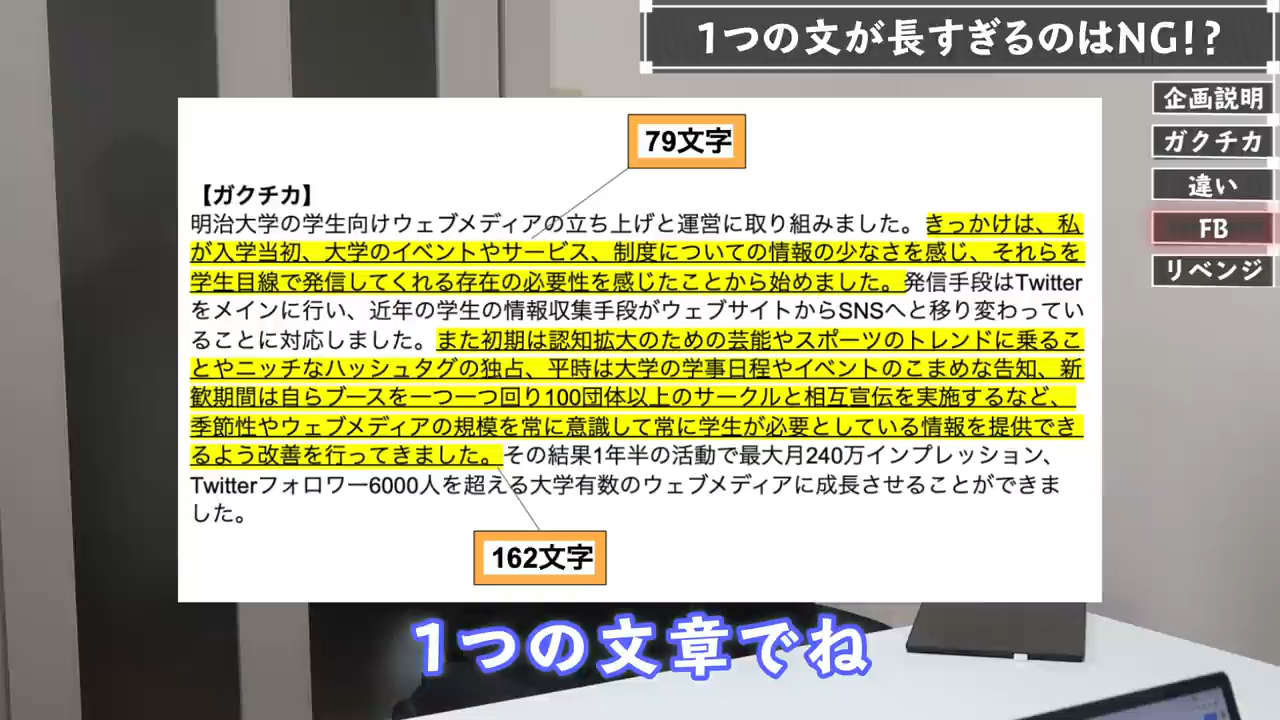 1つの文が長すぎるのはNG!?
企画説明
ガクチカ
違い
FB
リベンジ
79文字
【ガクチカ】
明治大学の学生向けウェブメディアの立ち上げと運営に取り組みました。きっかけは、私
が入学当初、大学のイベントやサービス、制度についての情報の少なさを感じ、それらを
学生目線で発信してくれる存在の必要性を感じたことから始めました。発信手段はTwitter
をメインに行い、近年の学生の情報収集手段がウェブサイトからSNSへと移り変わってい
ることに対応しました。また初期は認知拡大のための芸能やスポーツのトレンドに乗るこ
とやニッチなハッシュタグの独占、平時は大学の学事日程やイベントのこまめな告知、新
歓期間は自らブースを一つ一つ回り100団体以上のサークルと相互宣伝を実施するなど、
季節性やウェブメディアの規模を常に意識して常に学生が必要としている情報を提供でき
るよう改善を行ってきました。その結果1年半の活動で最大月240万インプレッション、
Twitterフォロワー6000人を超える大学有数のウェブメディアに成長させることができま
した。
162文字
1つの文章でね